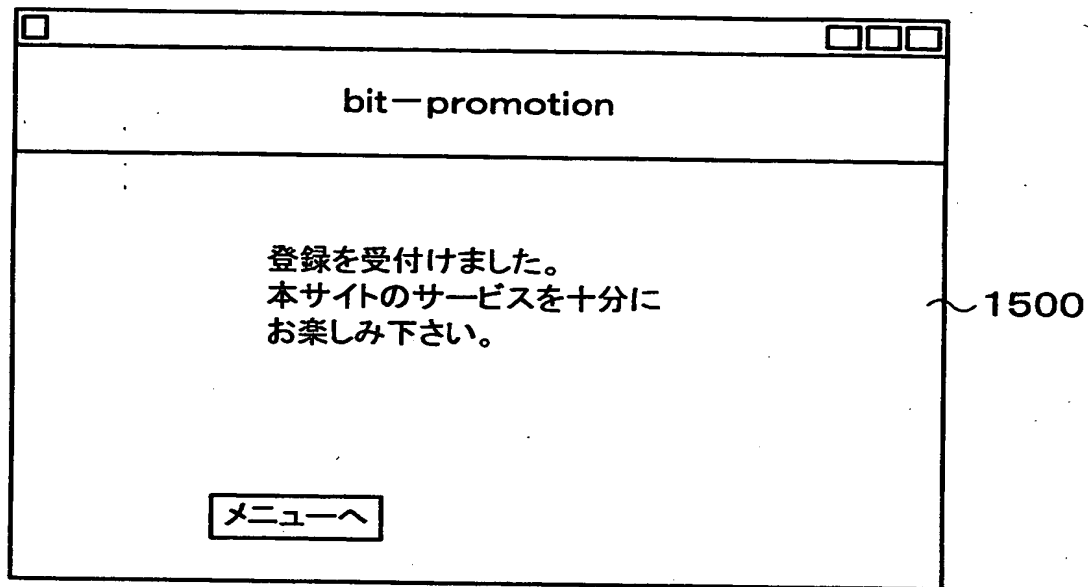 bit－promotion
登録を受付けました。
本サイトのサービスを十分に
お楽しみ下さい。
1500
メニューへ